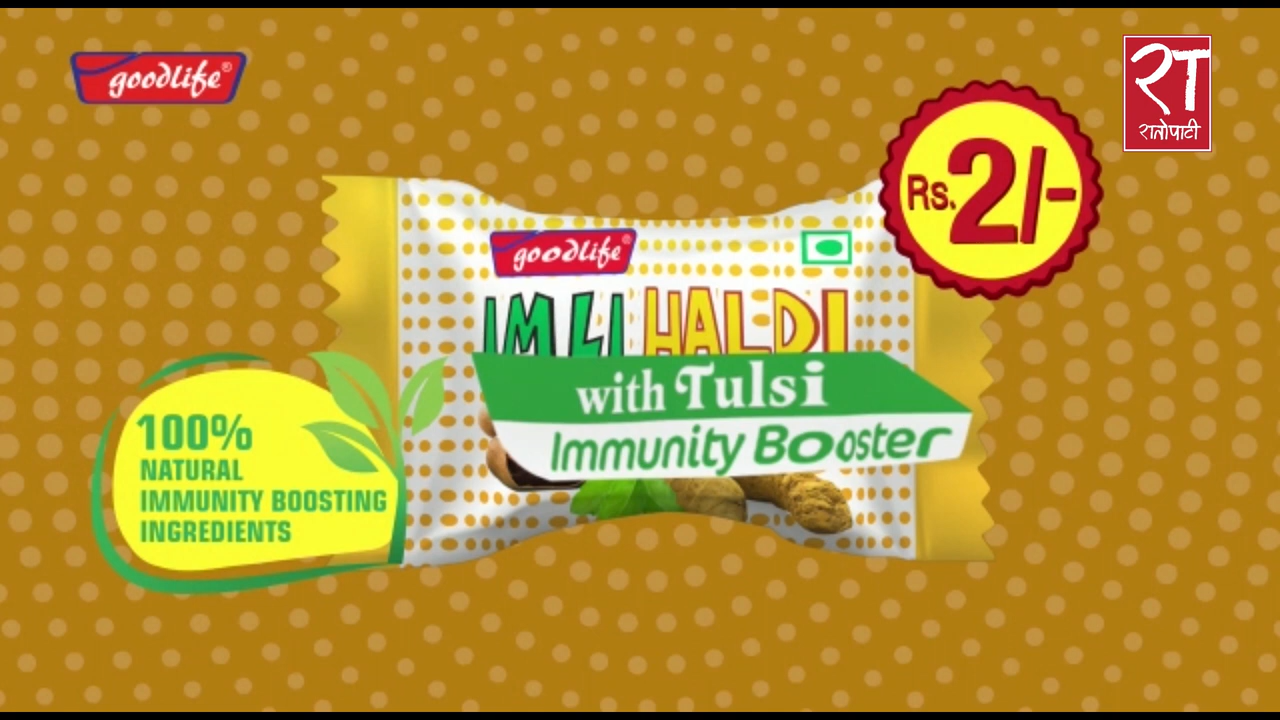 goodlife®
रा
रातोपाटी
Rs.2/-
goodlife®
IMLI HALDI
with Tulsi
Immunity Booster
100%
NATURAL
IMMUNITY BOOSTING
INGREDIENTS